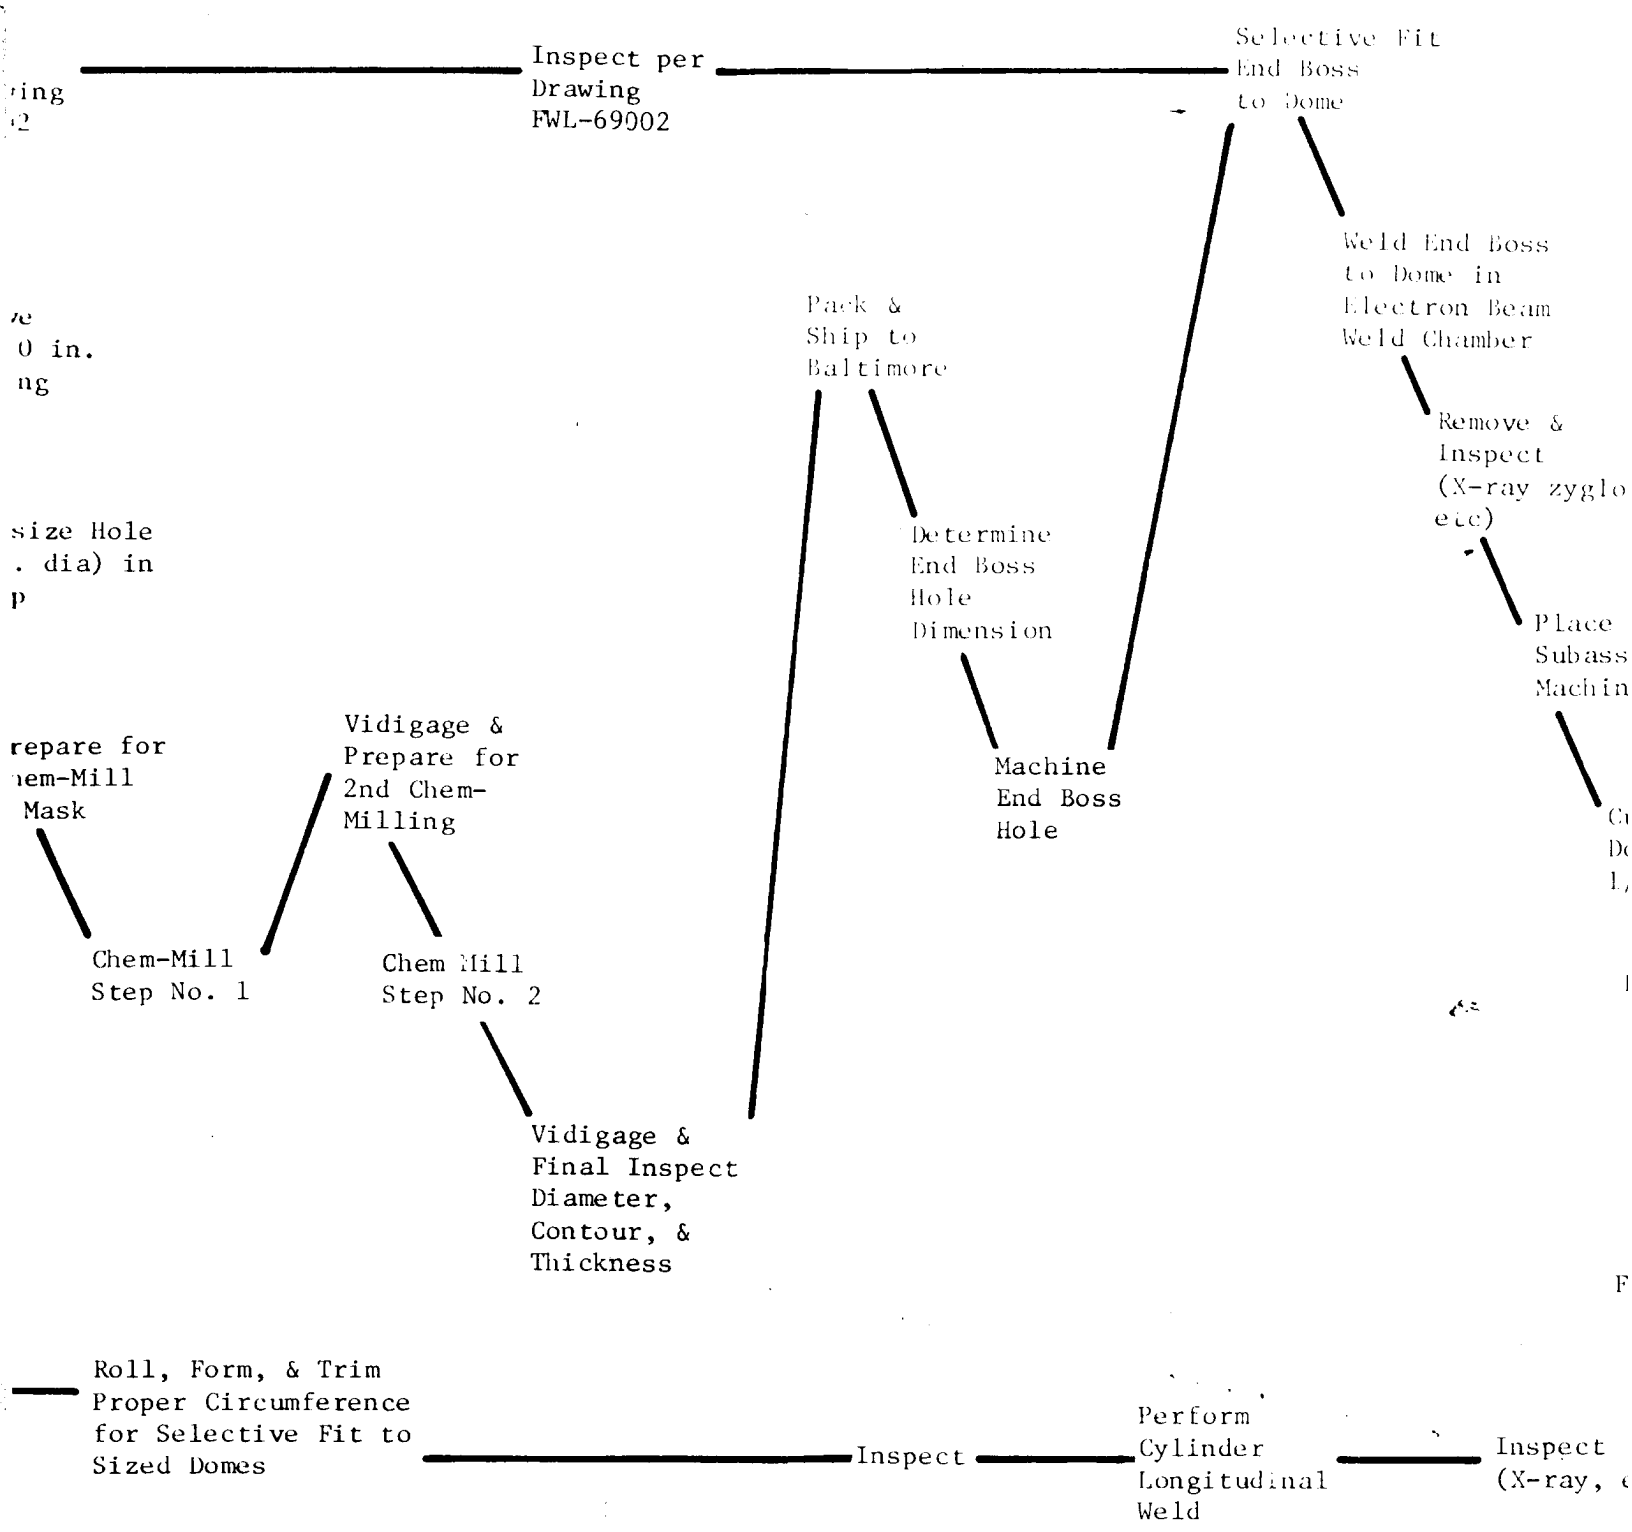 Inspect per
Drawing
FWL-69002
Selective Fit
End Boss
to Dome
Weld End Boss
to Dome in
Electron Beam
Weld Chamber
0 in.
Pack &
Ship to
Baltimore
Remove &
Inspect
(X-ray zyglo
etc)
size Hole
. dia) in
p
Determine
End Boss
Hole
Dimension
Place
Subass
Machin
repare for
em-Mill
Mask
Vidigage &
Prepare for
2nd Chem-
Milling
Machine
End Boss
Hole
Chem-Mill
Step No. 1
Chem Mill
Step No. 2
Vidigage &
Final Inspect
Diameter,
Contour, &
Thickness
Roll, Form, & Trim
Proper Circumference
for Selective Fit to
Sized Domes
Inspect
Perform
Cylinder
Longitudinal
Weld
Inspect
(X-ray,